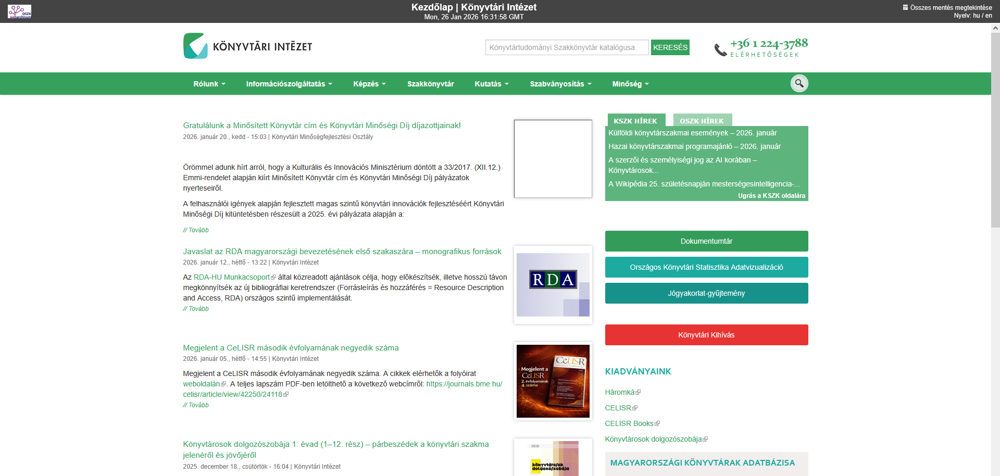 OSZK
webarchívum
Kezdőlap | Könyvtári Intézet
Mon, 26 Jan 2026 16:31:58 GMT
Összes mentés megtekintése
Nyelv: hu / en
KÖNYVTÁRI INTÉZET
Könyvtártudományi Szakkönyvtár katalógusa
KERESÉS
+36 1 224-3788
ELÉRHETŐSÉGEK
Rólunk
Információszolgáltatás
Képzés
Szakkönyvtár
Kutatás
Szabványosítás
Minőség
Gratulálunk a Minősített Könyvtár cím és Könyvtári Minőségi Díj díjazottjainak!
2026. január 20., kedd - 15:03 | Könyvtári Minőségfejlesztési Osztály
Örömmel adunk hírt arról, hogy a Kulturális és Innovációs Minisztérium döntött a 33/2017. (XII.12.)
Emmi-rendelet alapján kiírt Minősített Könyvtár cím és Könyvtári Minőségi Díj pályázatok
nyerteseiről.
A felhasználói igények alapján fejlesztett magas szintű könyvtári innovációk fejlesztéséért Könyvtári
Minőségi Díj kitüntetésben részesült a 2025. évi pályázata alapján a:
// Tovább
Javaslat az RDA magyarországi bevezetésének első szakaszára – monografikus források
2026. január 12., hétfő - 13:22 | Könyvtári Intézet
Az RDA-HU Munkacsoport által közreadott ajánlások célja, hogy előkészítsék, illetve hosszú távon
megkönnyítsék az új bibliográfiai keretrendszer (Forrásleírás és hozzáférés = Resource Description
and Access, RDA) országos szintű implementálását.
// Tovább
RDA
Megjelent a CeLISR második évfolyamának negyedik száma
2026. január 05., hétfő - 14:55 | Könyvtári Intézet
Megjelent a CeLISR második évfolyamának negyedik száma. A cikkek elérhetők a folyóirat
weboldalán. A teljes lapszám PDF-ben letölthető a következő webcímről: https://journals.bme.hu/
celisr/article/view/42250/24118
// Tovább
CeLISR
Megjelent a
CeLISR
2. évfolyamának
4. száma
Könyvtárosok dolgozószobája 1. évad (1–12. rész) – párbeszédek a könyvtári szakma
jelenéről és jövőjéről
2025. december 18., csütörtök - 16:04 | Könyvtári Intézet
könyvtárosok
dolgozószobája
KSZK HÍREK
OSZK HÍREK
Külföldi könyvtárszakmai események – 2026. január
Hazai könyvtárszakmai programajánló – 2026. január
A szerzői és személyiségi jog az AI korában –
Könyvtárosok...
A Wikipédia 25. születésnapján mesterségesintelligencia-...
Ugrás a KSZK oldalára
Dokumentumtár
Országos Könyvtári Statisztika Adatvizualizáció
Jógyakorlat-gyűjtemény
Könyvtári Kihívás
KIADVÁNYAINK
Háromká
CELISR
CELISR Books
Könyvtárosok dolgozószobája
MAGYARORSZÁGI KÖNYVTÁRAK ADATBÁZISA